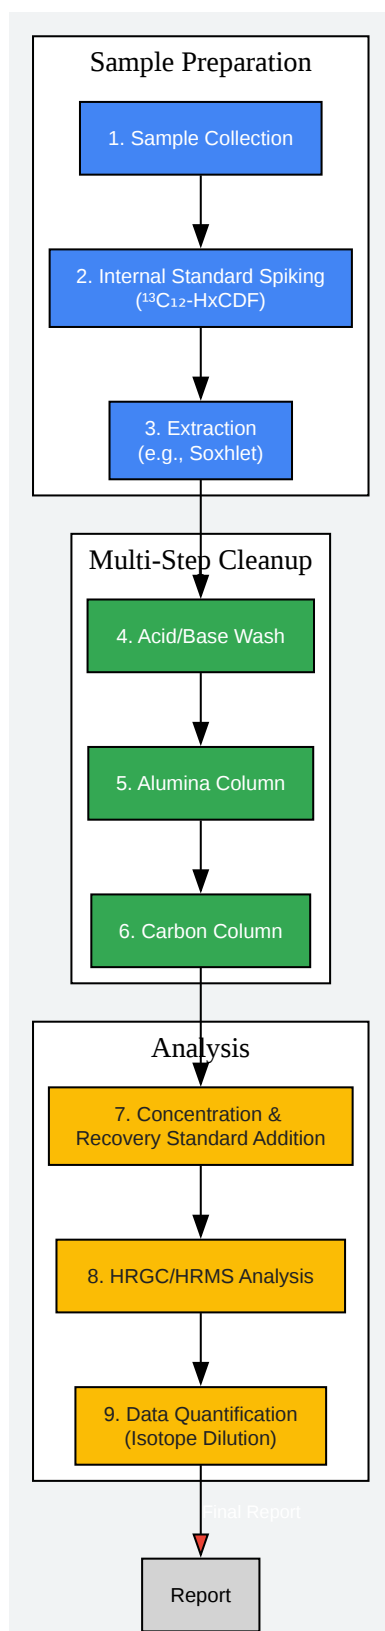 Sample Preparation
1. Sample Collection
2. Internal Standard Spiking
(¹³C₁₂-HxCDF)
3. Extraction
(e.g., Soxhlet)
Multi-Step Cleanup
4. Acid/Base Wash
5. Alumina Column
6. Carbon Column
Analysis
7. Concentration &
Recovery Standard Addition
8. HRGC/HRMS Analysis
9. Data Quantification
(Isotope Dilution)
Final Report
Report